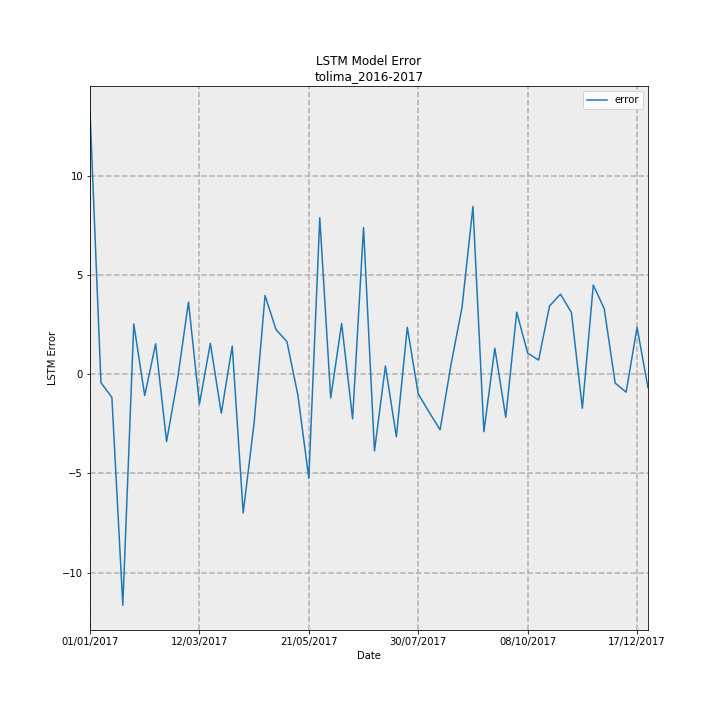 LSTM Model Error
tolima_2016-2017
error
10
5
0
−5
−10
LSTM Error
01/01/2017 12/03/2017 21/05/2017 30/07/2017 08/10/2017 17/12/2017
Date